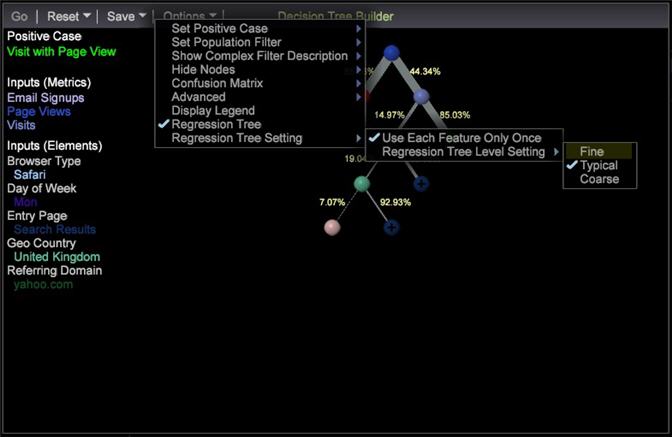 Go Reset Save Options Decision Tree Builder
Positive Case
Visit with Page View
Inputs (Metrics)
Email Signups
Page Views
Visits
Inputs (Elements)
Browser Type
Safari
Day of Week
Mon
Entry Page
Search Results
Geo Country
United Kingdom
Referring Domain
yahoo.com
Set Positive Case
Set Population Filter
Show Complex Filter Description
Hide Nodes
Confusion Matrix
Advanced
Display Legend
Regression Tree
Regression Tree Setting
Use Each Feature Only Once
Regression Tree Level Setting
Fine
Typical
Coarse
44.34%
14.97% 85.03%
7.07% 92.93%